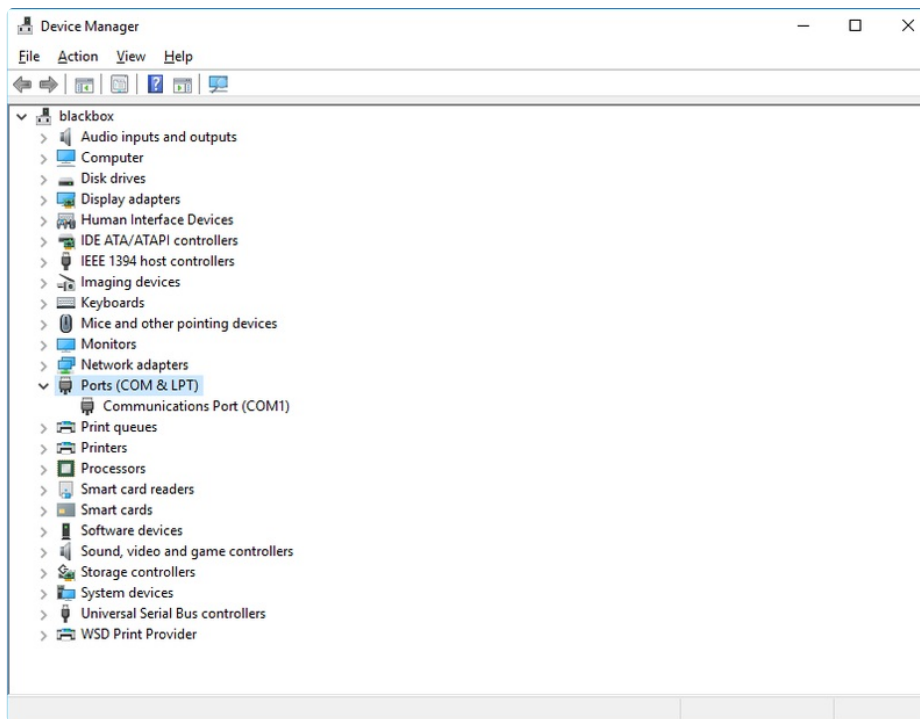 Device Manager
File Action View Help
blackbox
Audio inputs and outputs
Computer
Disk drives
Display adapters
Human Interface Devices
IDE ATA/ATAPI controllers
IEEE 1394 host controllers
Imaging devices
Keyboards
Mice and other pointing devices
Monitors
Network adapters
Ports (COM & LPT)
Communications Port (COM1)
Print queues
Printers
Processors
Smart card readers
Smart cards
Software devices
Sound, video and game controllers
Storage controllers
System devices
Universal Serial Bus controllers
WSD Print Provider